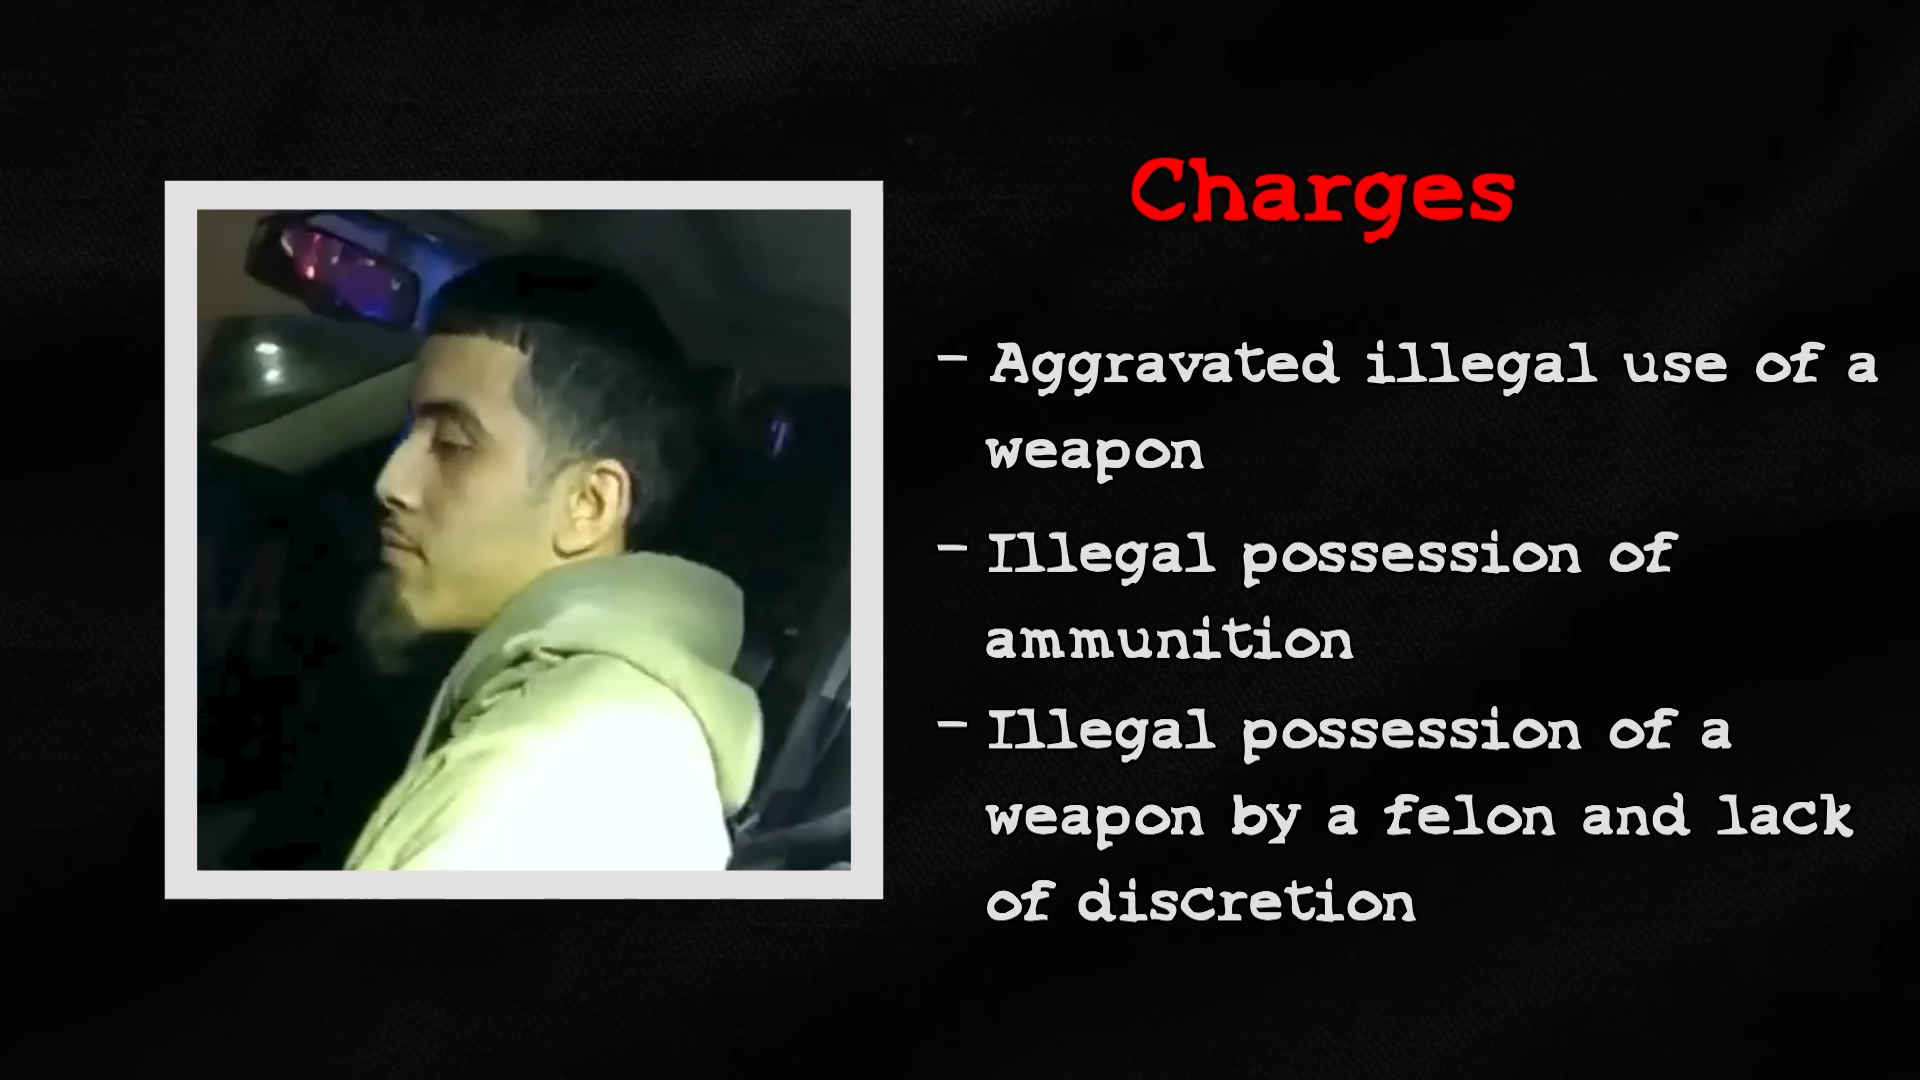 Charges
- Aggravated illegal use of a
weapon
- Illegal possession of
ammunition
- Illegal possession of a
weapon by a felon and lack
of discretion